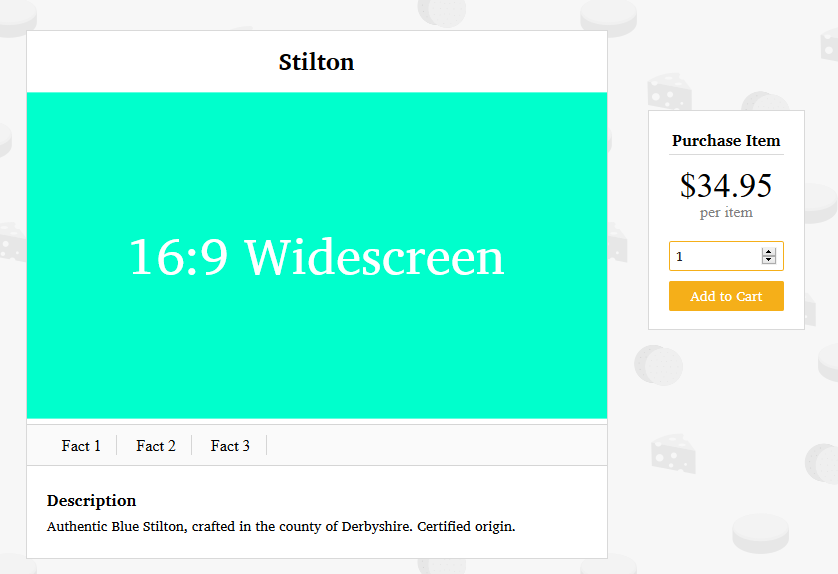 Stilton
16:9 Widescreen
Fact 1 Fact 2 Fact 3
Description
Authentic Blue Stilton, crafted in the county of Derbyshire. Certified origin.
Purchase Item
$34.95
per item
1
Add to Cart